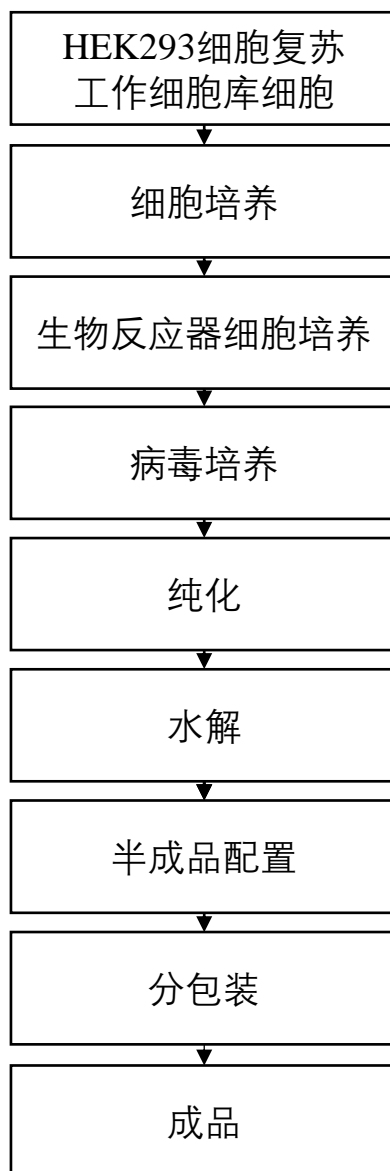 HEK293细胞复苏
工作细胞库细胞
细胞培养
生物反应器细胞培养
病毒培养
纯化
水解
半成品配置
分包装
成品